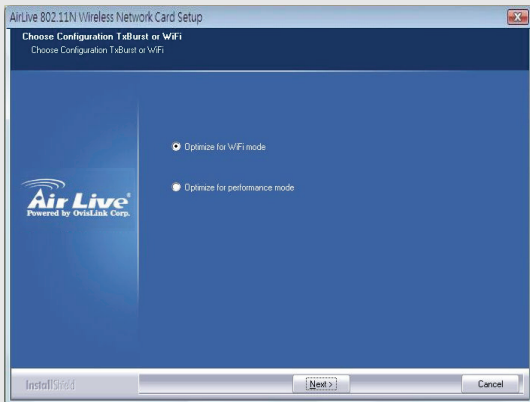 AirLive 802.11N Wireless Network Card Setup
Choose Configuration TxBurst or WiFi
Choose Configuration TxBurst or WiFi
Optimize for WiFi mode
Optimize for performance mode
Air Live®
Powered by OvisLink Corp.
InstallShield
Next >
Cancel